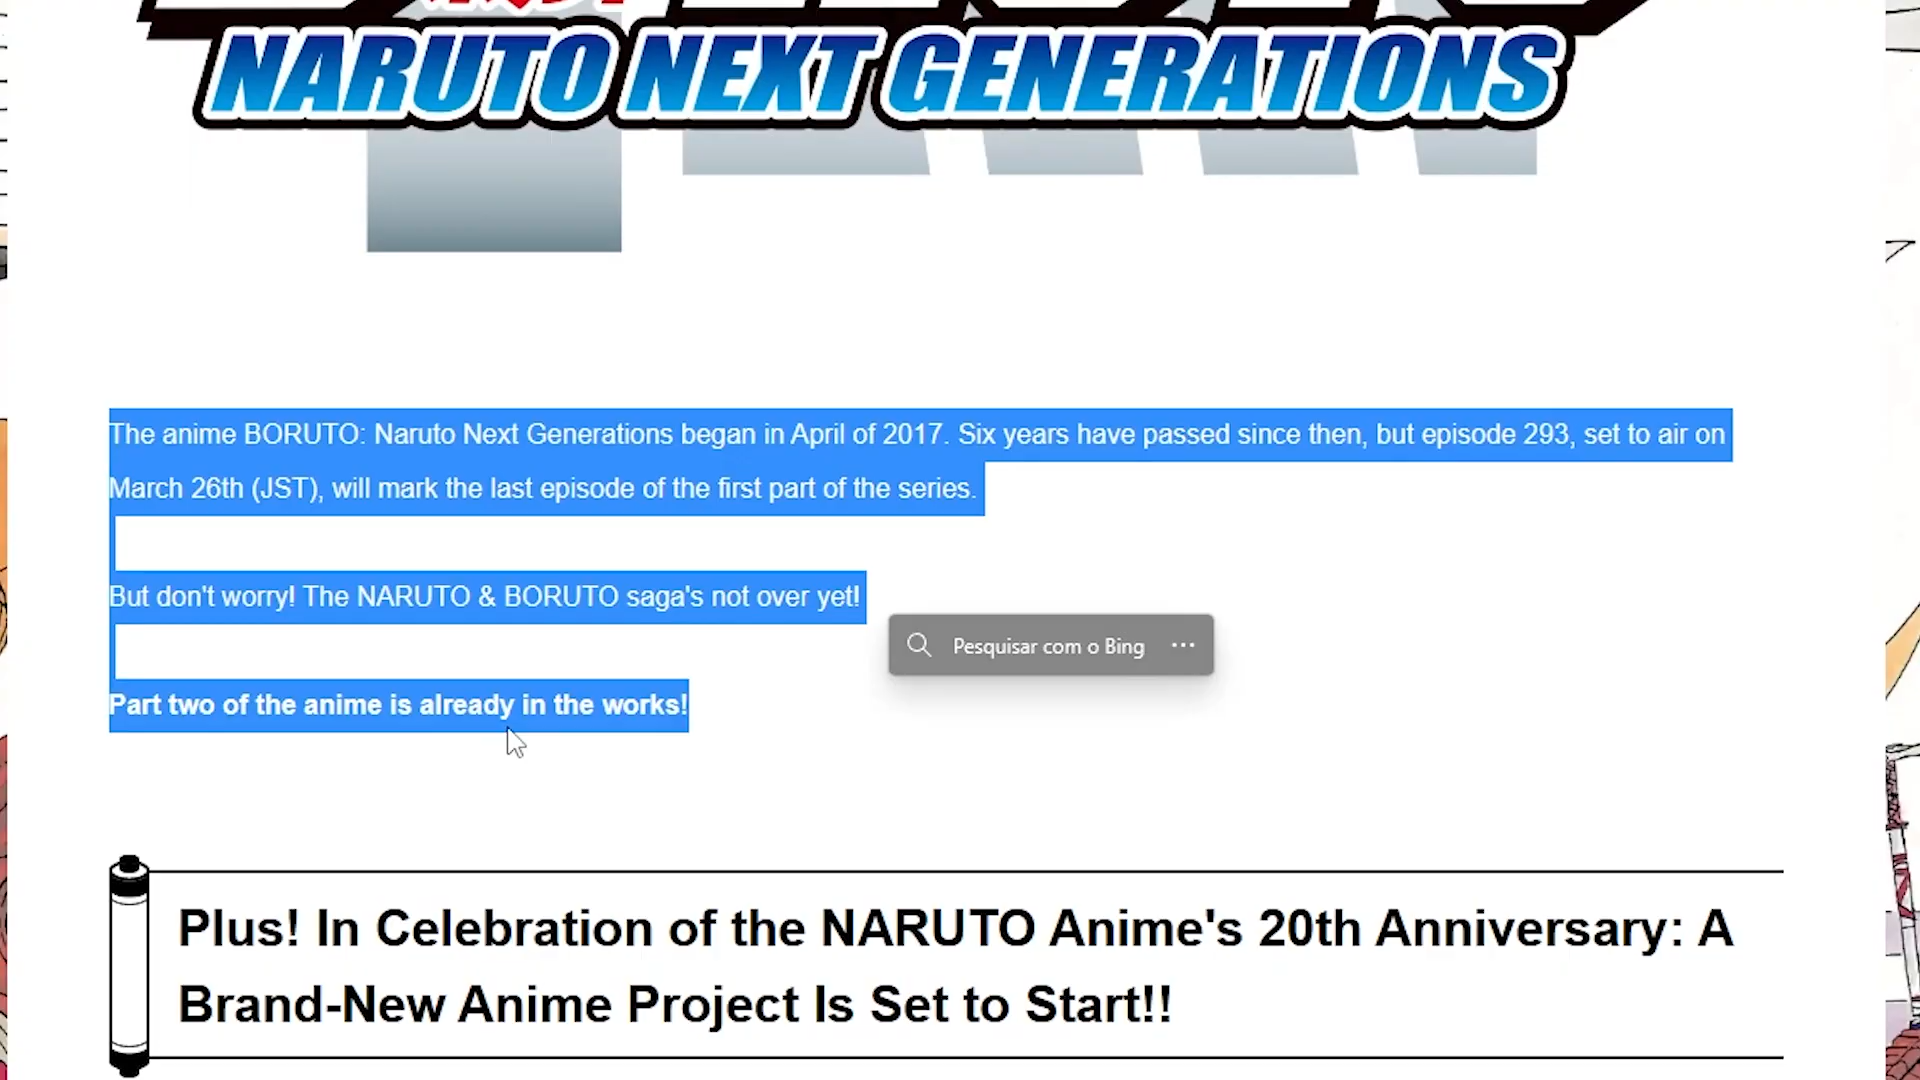 NARUTO NEXT GENERATIONS
The anime BORUTO: Naruto Next Generations began in April of 2017. Six years have passed since then, but episode 293, set to air on
March 26th (JST), will mark the last episode of the first part of the series.
But don't worry! The NARUTO & BORUTO saga's not over yet!
Pesquisar com o Bing ...
Part two of the anime is already in the works!
Plus! In Celebration of the NARUTO Anime's 20th Anniversary: A
Brand-New Anime Project Is Set to Start!!